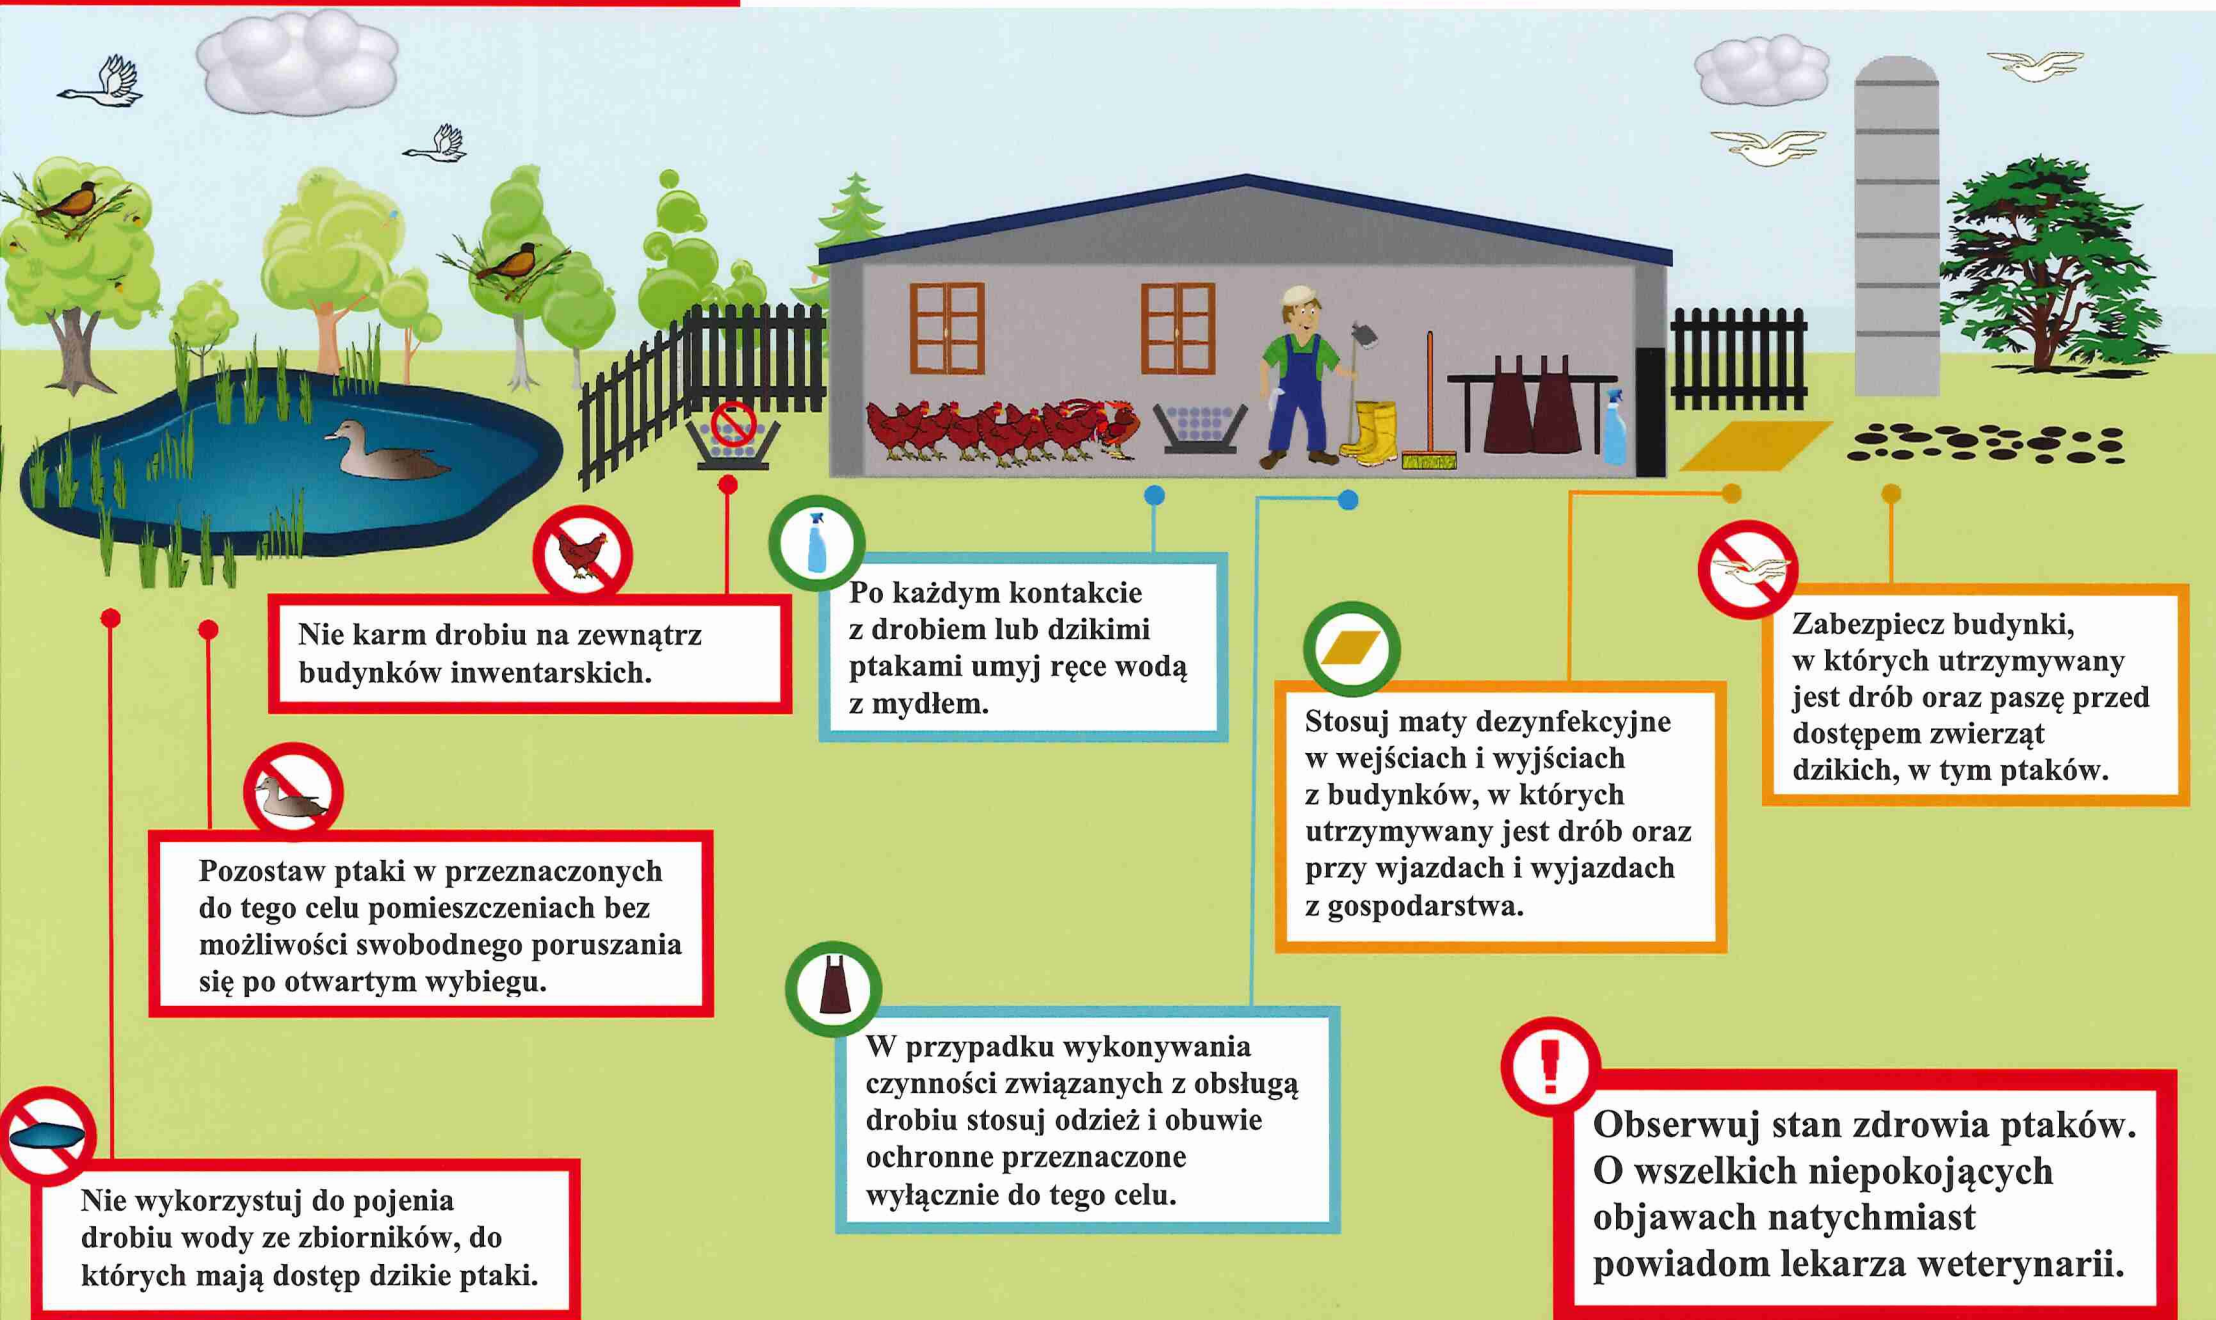 Nie karm drobiu na zewnątrz
budynków inwentarskich.
Po każdym kontakcie
z drobiem lub dzikimi
ptakami umyj ręce wodą
z mydłem.
Stosuj maty dezynfekcyjne
w wejściach i wyjściach
z budynków, w których
utrzymywany jest drób oraz
przy wjazdach i wyjazdach
z gospodarstwa.
Zabezpiecz budynki,
w których utrzymywany
jest drób oraz paszę przed
dostępem zwierząt
dzikich, w tym ptaków.
Pozostaw ptaki w przeznaczonych
do tego celu pomieszczeniach bez
możliwości swobodnego poruszania
się po otwartym wybiegu.
W przypadku wykonywania
czynności związanych z obsługą
drobiu stosuj odzież i obuwie
ochronne przeznaczone
wyłącznie do tego celu.
Nie wykorzystuj do pojenia
drobiu wody ze zbiorników, do
których mają dostęp dzikie ptaki.
!
Obserwuj stan zdrowia ptaków.
O wszelkich niepokojących
objawach natychmiast
powiadom lekarza weterynarii.